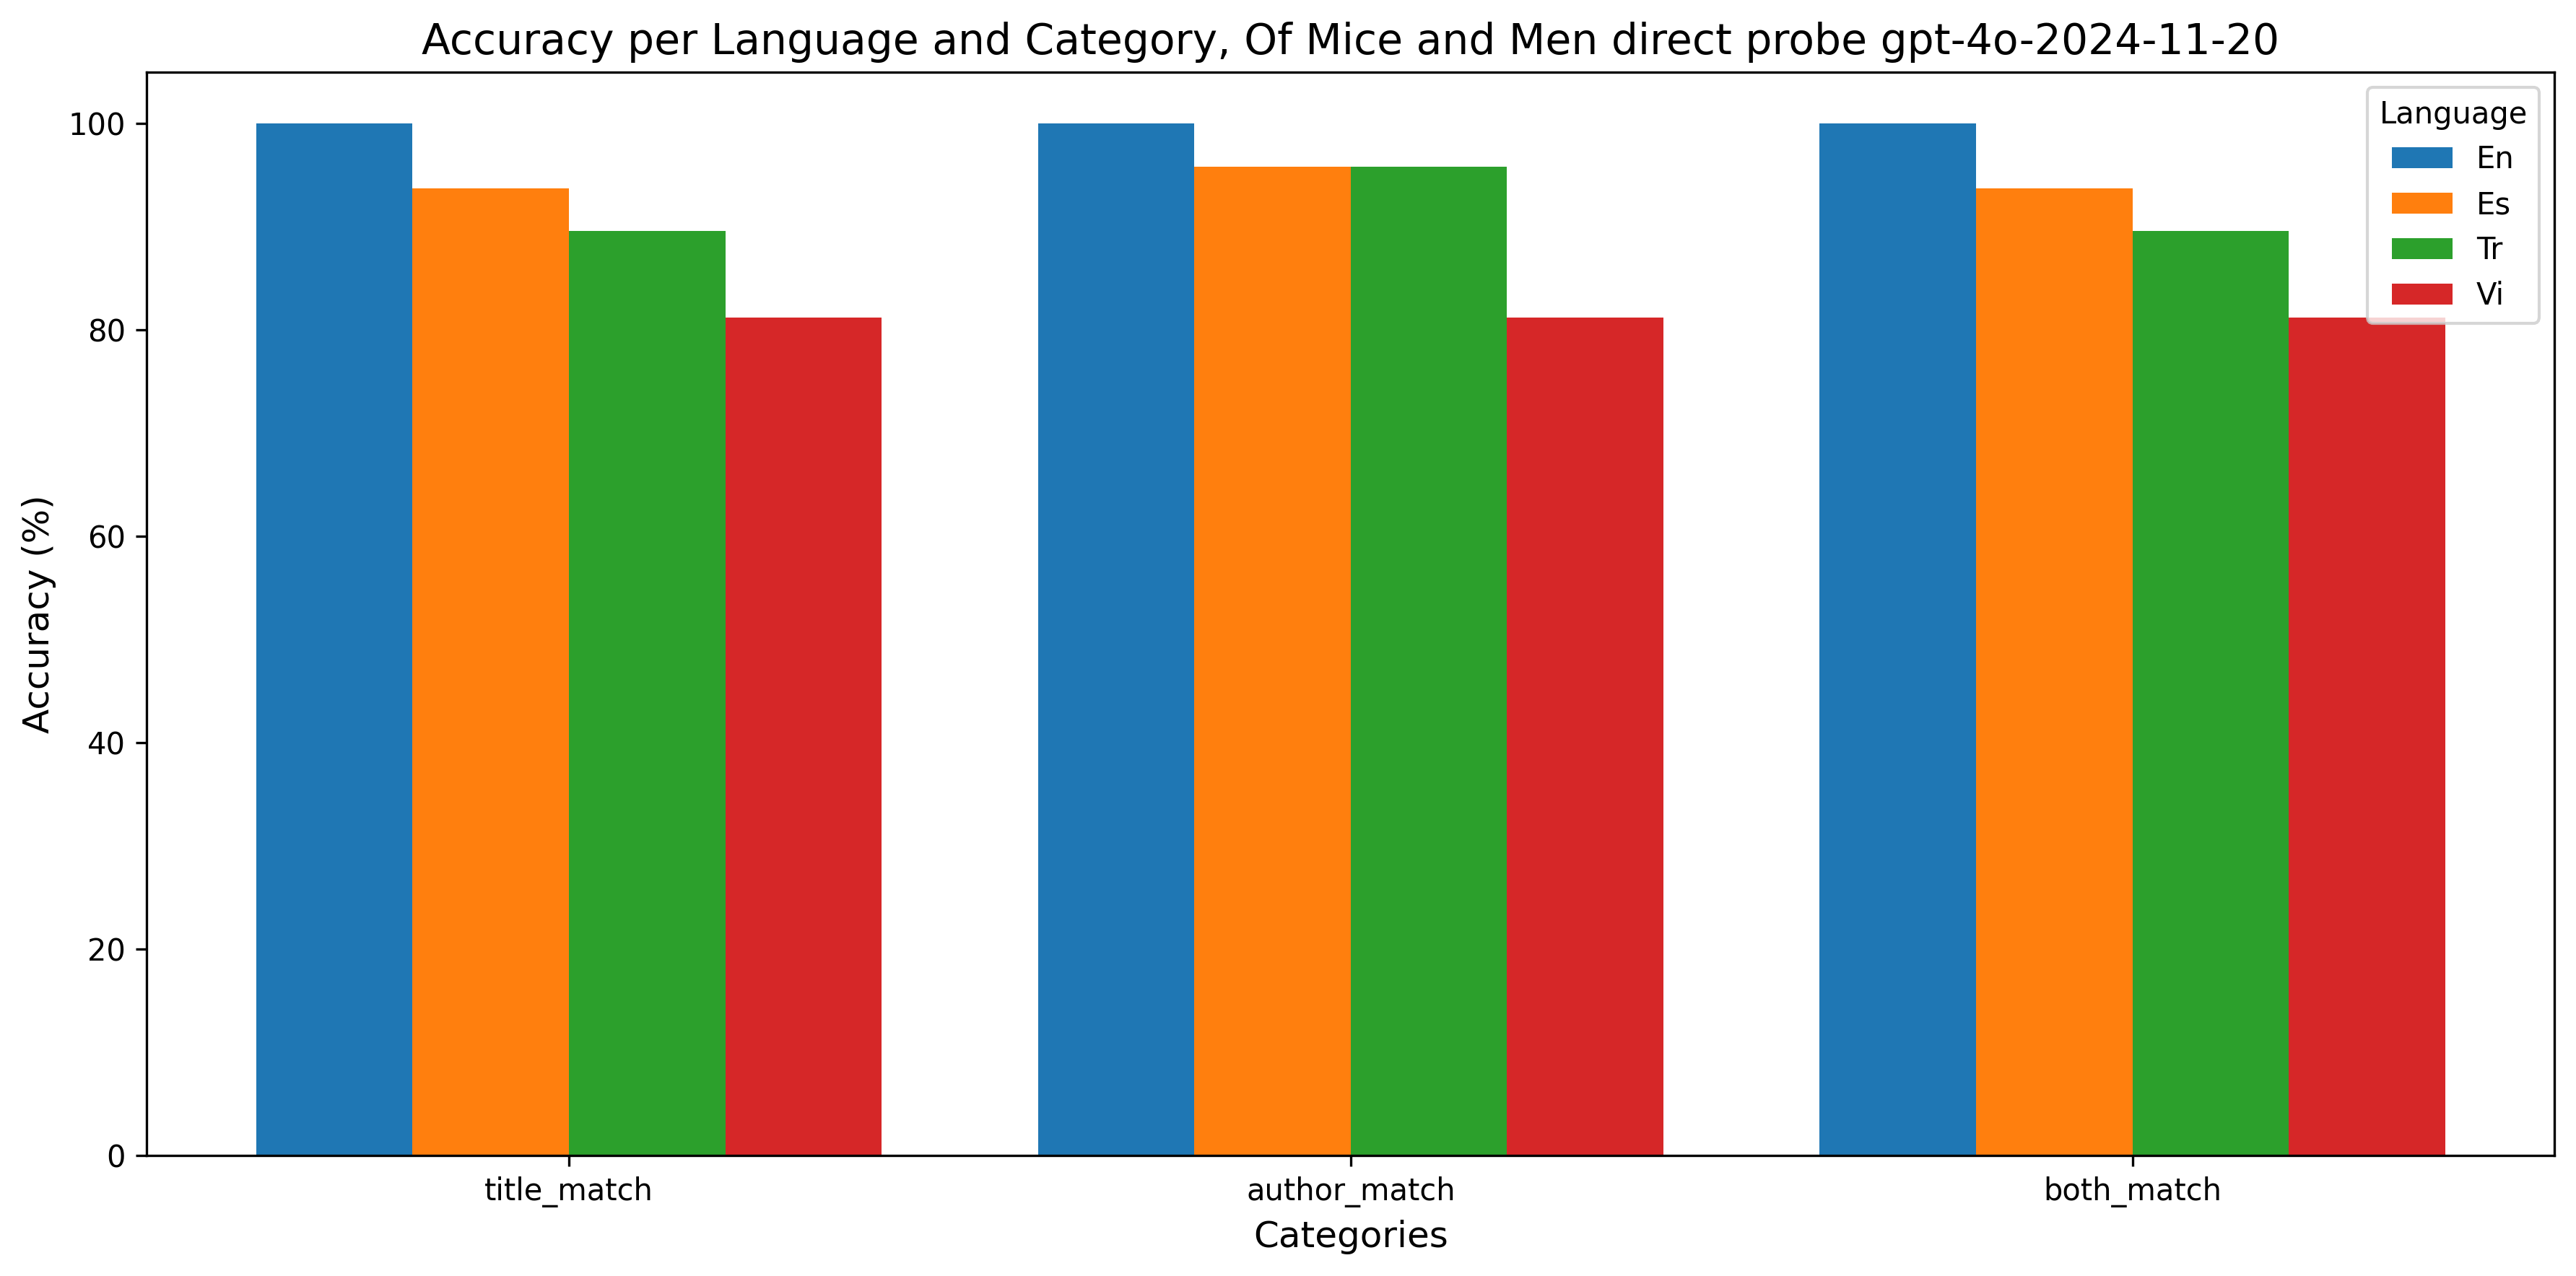 Accuracy per Language and Category, Of Mice and Men direct probe gpt-4o-2024-11-20
Language
En
Es
Tr
Vi
Accuracy (%)
100
80
60
40
20
0
title_match
author_match
both_match
Categories